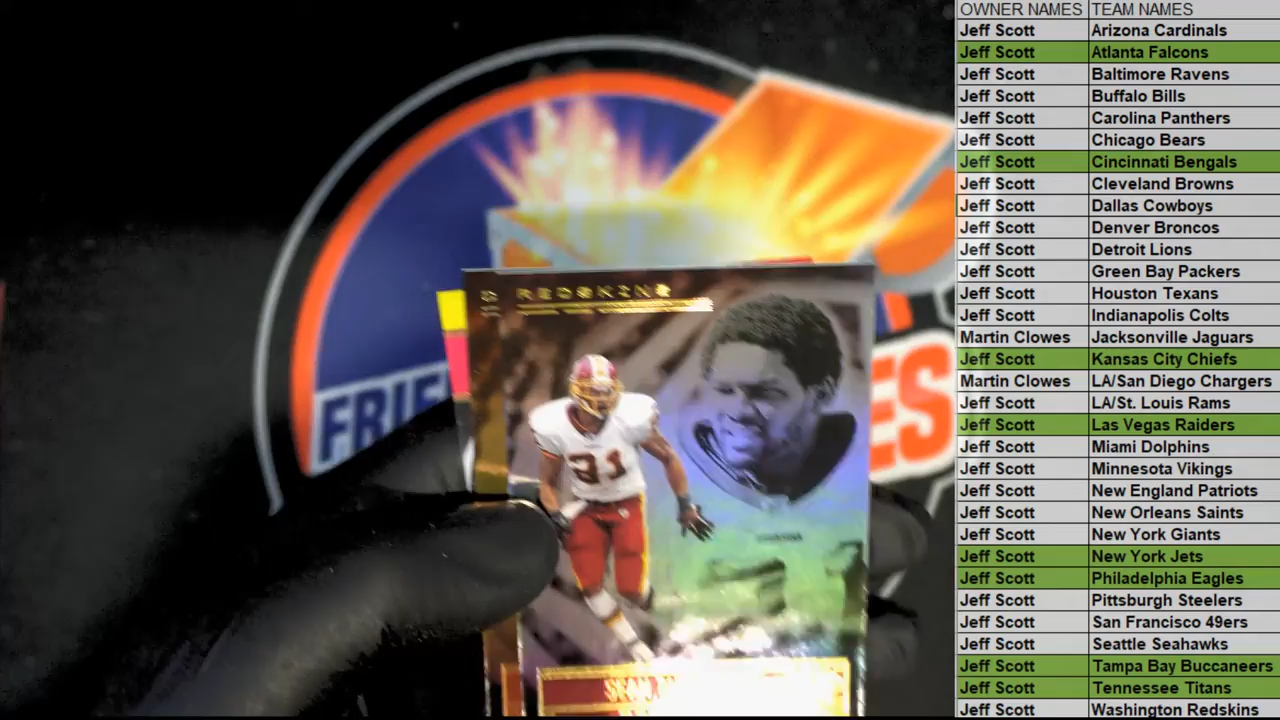 OWNER NAMES TEAM NAMES
Jeff Scott Arizona Cardinals
Jeff Scott Atlanta Falcons
Jeff Scott Baltimore Ravens
Jeff Scott Buffalo Bills
Jeff Scott Carolina Panthers
Jeff Scott Chicago Bears
Jeff Scott Cincinnati Bengals
Jeff Scott Cleveland Browns
Jeff Scott Dallas Cowboys
Jeff Scott Denver Broncos
Jeff Scott Detroit Lions
Jeff Scott Green Bay Packers
Jeff Scott Houston Texans
Jeff Scott Indianapolis Colts
Martin Clowes Jacksonville Jaguars
Jeff Scott Kansas City Chiefs
Martin Clowes LA/San Diego Chargers
Jeff Scott LA/St. Louis Rams
Jeff Scott Las Vegas Raiders
Jeff Scott Miami Dolphins
Jeff Scott Minnesota Vikings
Jeff Scott New England Patriots
Jeff Scott New Orleans Saints
Jeff Scott New York Giants
Jeff Scott New York Jets
Jeff Scott Philadelphia Eagles
Jeff Scott Pittsburgh Steelers
Jeff Scott San Francisco 49ers
Jeff Scott Seattle Seahawks
Jeff Scott Tampa Bay Buccaneers
Jeff Scott Tennessee Titans
Jeff Scott Washington Redskins
REDSKINS
31
FRIE
ES
SEAN